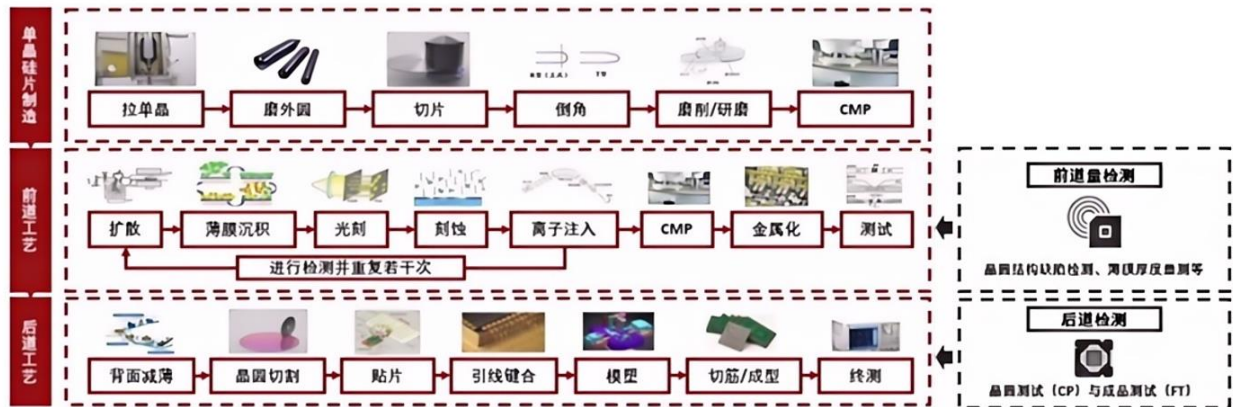 单晶硅片制造
拉单晶
磨外园
切片
倒角
磨削/研磨
CMP
前道工艺
扩散
薄膜沉积
光刻
刻蚀
离子注入
CMP
金属化
测试
进行检测并重复若干次
前道量检测
晶园结构缺陷检测、薄膜厚度量测等
后道工艺
背面减薄
晶园切割
贴片
引线键合
模塑
切筋/成型
终测
后道检测
晶园测试（CP）与成品测试（FT）